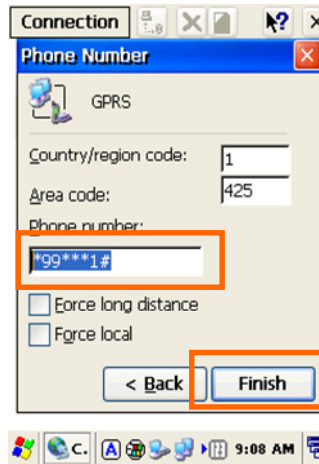 Connection
Phone Number
GPRS
Country/region code: 1
Area code: 425
Phone number:
*99***1#
Force long distance
Force local
< Back Finish
C. A 9:08 AM